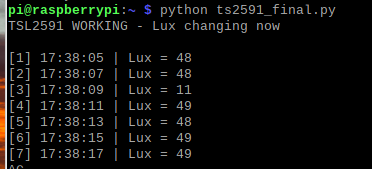 pi@raspberrypi:~ $ python ts2591_final.py
TSL2591 WORKING - Lux changing now
[1] 17:38:05 | Lux = 48
[2] 17:38:07 | Lux = 48
[3] 17:38:09 | Lux = 11
[4] 17:38:11 | Lux = 49
[5] 17:38:13 | Lux = 48
[6] 17:38:15 | Lux = 49
[7] 17:38:17 | Lux = 49